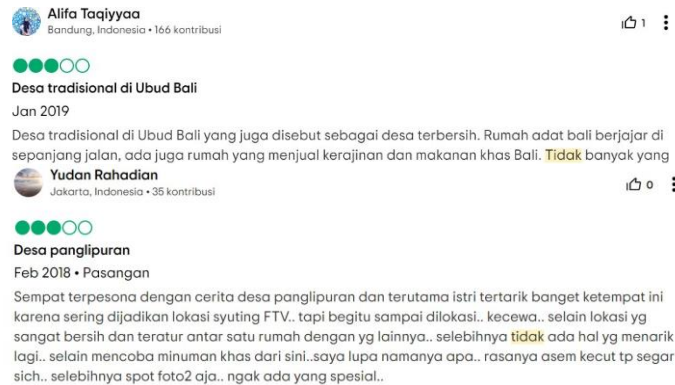 Alifa Taqiyyaa
Bandung, Indonesia • 166 kontribusi
1
Desa tradisional di Ubud Bali
Jan 2019
Desa tradisional di Ubud Bali yang juga disebut sebagai desa terbersih. Rumah adat bali berjajar di
sepanjang jalan, ada juga rumah yang menjual kerajinan dan makanan khas Bali. Tidak banyak yang
Yudan Rahadian
Jakarta, Indonesia • 35 kontribusi
0
Desa panglipuran
Feb 2018 • Pasangan
Sempat terpesona dengan cerita desa panglipuran dan terutama istri tertarik banget ketempat ini
karena sering dijadikan lokasi syuting FTV.. tapi begitu sampai dilokasi.. kecewa.. selain lokasi yg
sangat bersih dan teratur antar satu rumah dengan yg lainnya.. selebihnya tidak ada hal yg menarik
lagi.. selain mencoba minuman khas dari sini..saya lupa namanya apa.. rasanya asem kecut tp segar
sich.. selebihnya spot foto2 aja.. ngak ada yang spesial..